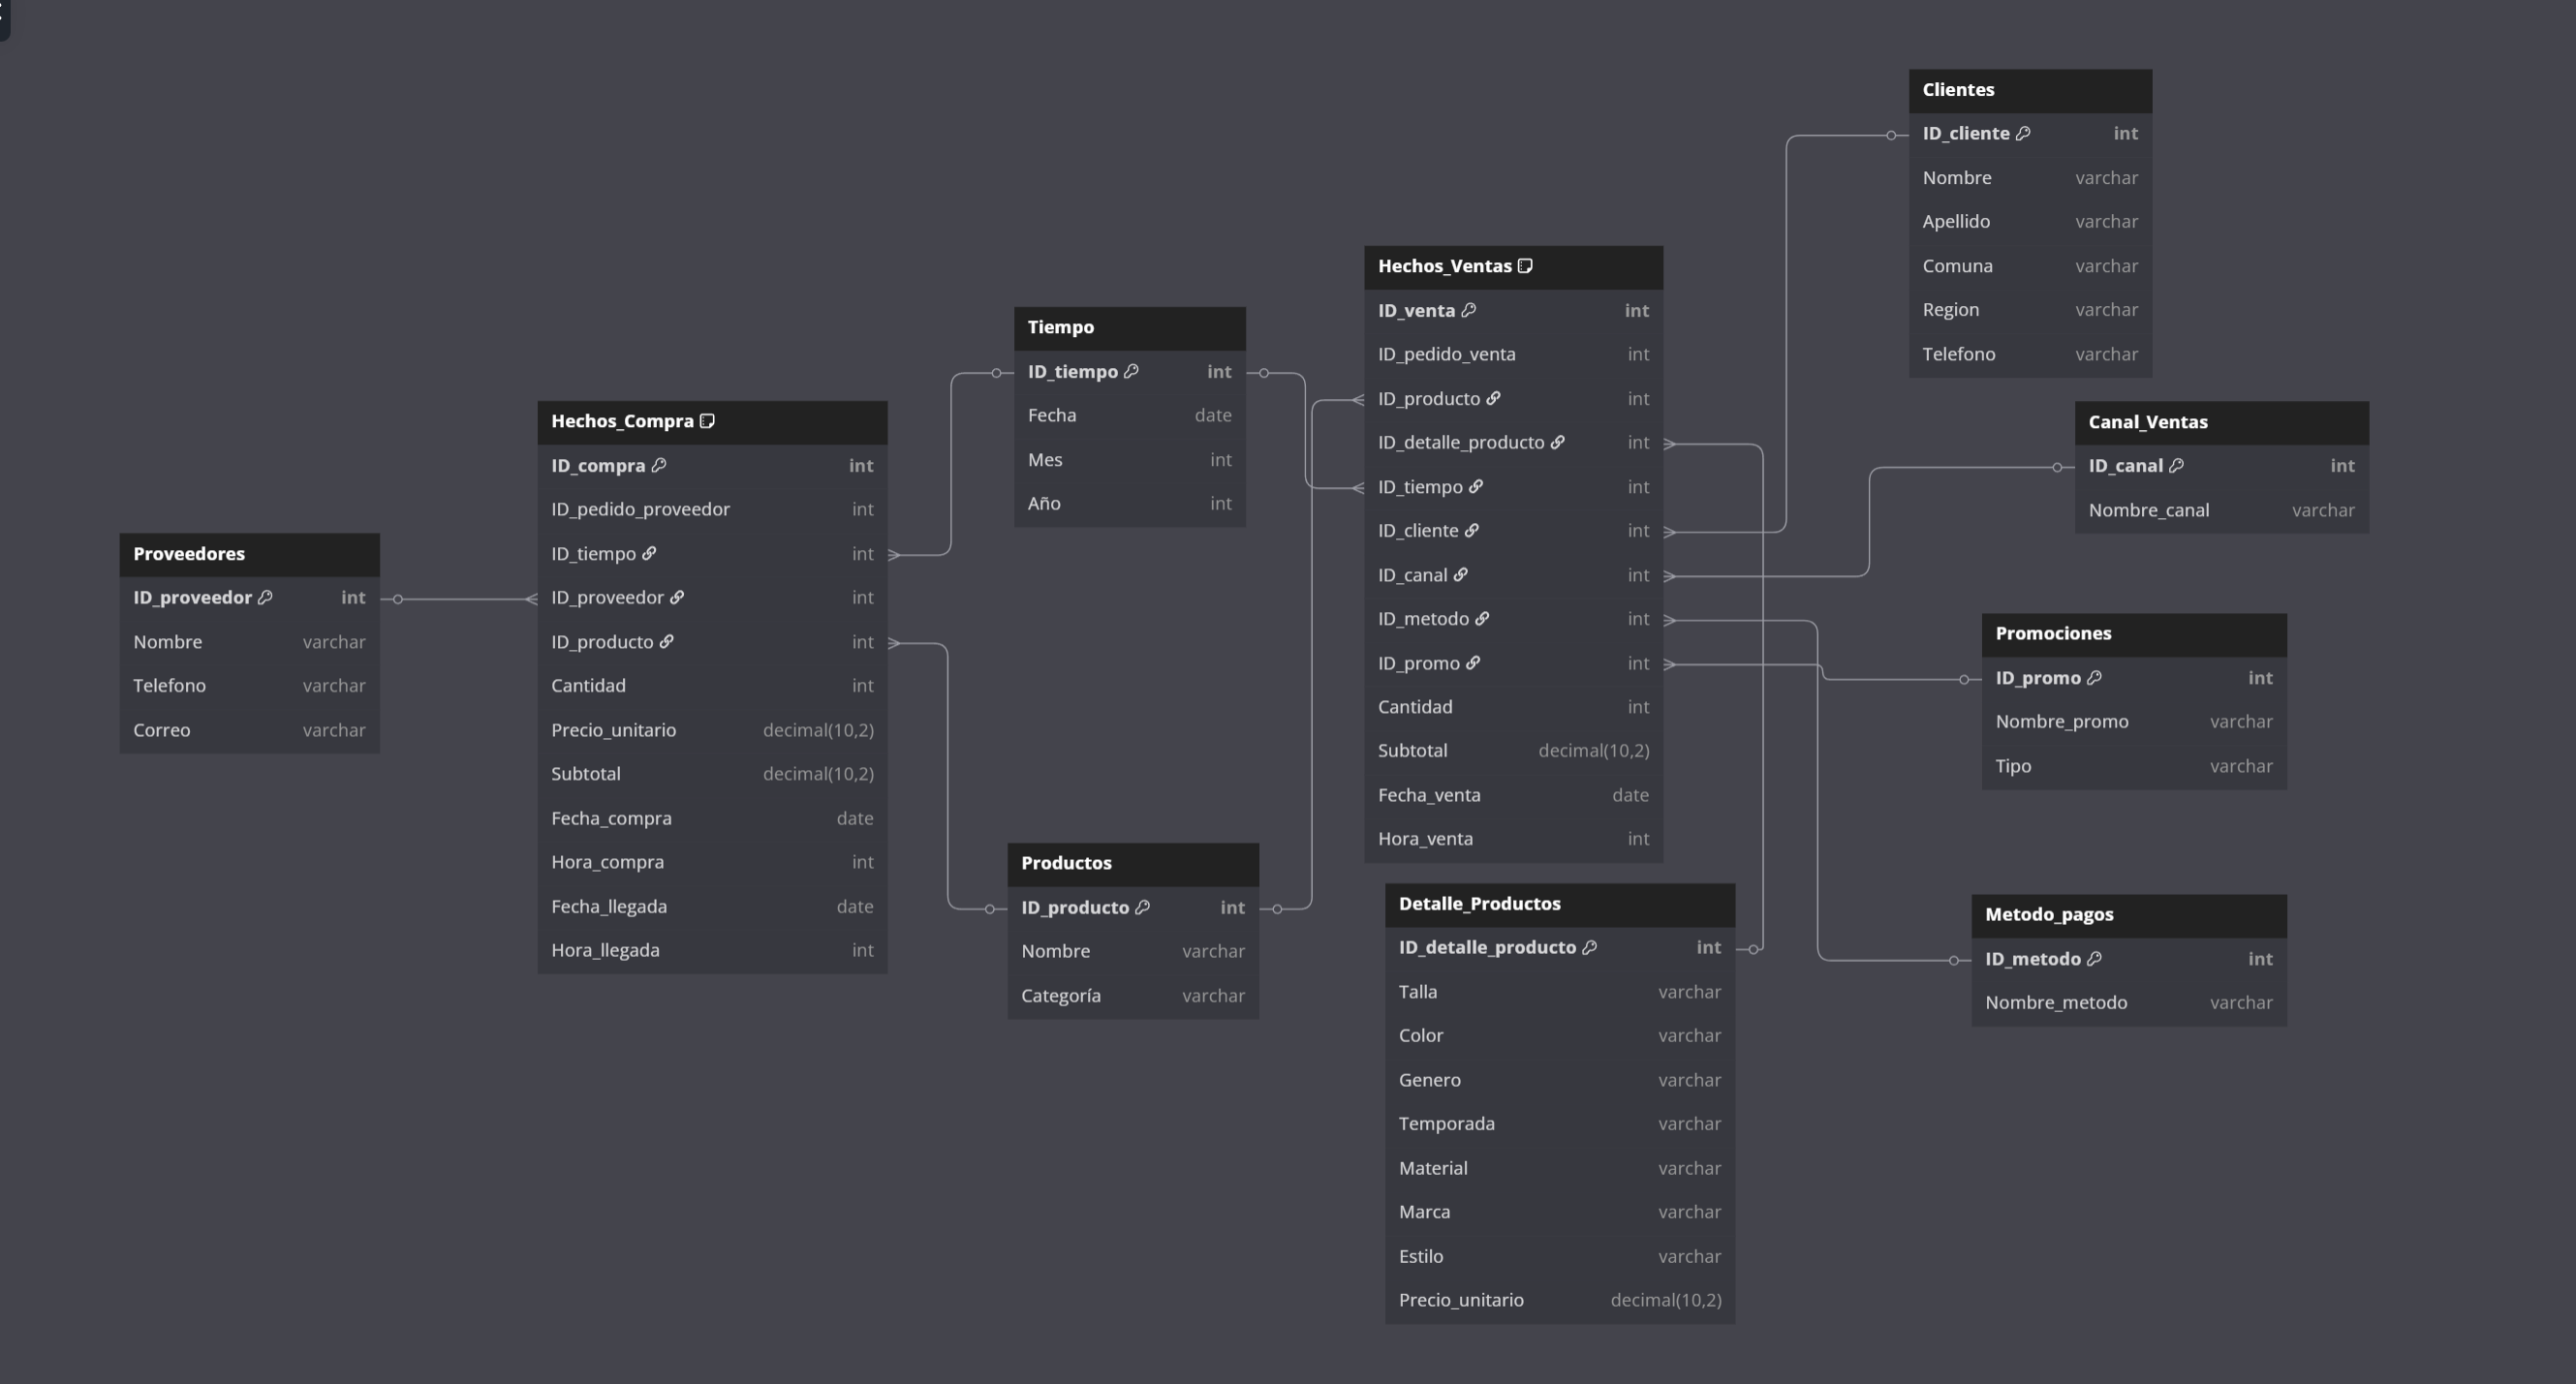 Clientes
ID_cliente int
Nombre varchar
Apellido varchar
Comuna varchar
Region varchar
Telefono varchar
Hechos_Ventas
ID_venta int
ID_pedido_venta int
ID_producto int
ID_detalle_producto int
ID_tiempo int
ID_cliente int
ID_canal int
ID_metodo int
ID_promo int
Cantidad int
Subtotal decimal(10,2)
Fecha_venta date
Hora_venta int
Tiempo
ID_tiempo int
Fecha date
Mes int
Año int
Hechos_Compra
ID_compra int
ID_pedido_proveedor int
ID_tiempo int
ID_proveedor int
ID_producto int
Cantidad int
Precio_unitario decimal(10,2)
Subtotal decimal(10,2)
Fecha_compra date
Hora_compra int
Fecha_llegada date
Hora_llegada int
Canal_Ventas
ID_canal int
Nombre_canal varchar
Proveedores
ID_proveedor int
Nombre varchar
Telefono varchar
Correo varchar
Promociones
ID_promo int
Nombre_promo varchar
Tipo varchar
Productos
ID_producto int
Nombre varchar
Categoría varchar
Detalle_Productos
ID_detalle_producto int
Talla varchar
Color varchar
Genero varchar
Temporada varchar
Material varchar
Marca varchar
Estilo varchar
Precio_unitario decimal(10,2)
Metodo_pagos
ID_metodo int
Nombre_metodo varchar